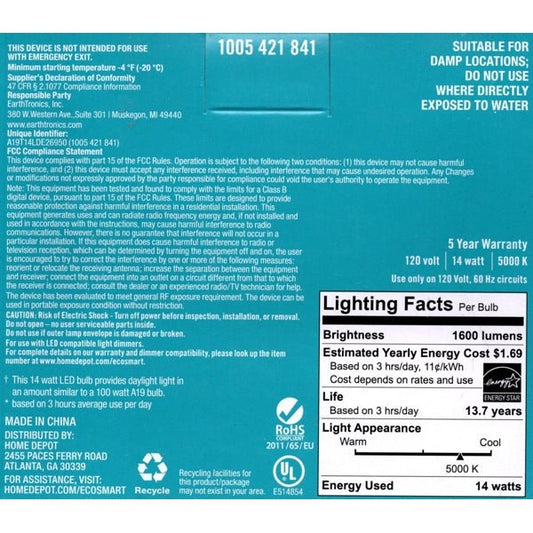 THIS DEVICE IS NOT INTENDED FOR USE
WITH EMERGENCY EXIT.
Minimum starting temperature -4 °F (-20 °C)
Supplier's Declaration of Conformity
47 CFR § 2.1077 Compliance Information
Responsible Party
EarthTronics, Inc.
380 W.Western Ave.,Suite 301 | Muskegon, MI 49440
www.earthtronics.com
Unique Identifier:
A19T14LDE26950 (1005 421 841)
FCC Compliance Statement
This device complies with part 15 of the FCC Rules. Operation is subject to the following two conditions: (1) this device may not cause harmful
interference, and (2) this device must accept any interference received, including interference that may cause undesired operation. Any Changes
or modifications not expressly approved by the party responsible for compliance could void the user's authority to operate the equipment.
Note: This equipment has been tested and found to comply with the limits for a Class B
digital device, pursuant to part 15 of the FCC Rules. These limits are designed to provide
reasonable protection against harmful interference in a residential installation. This
equipment generates uses and can radiate radio frequency energy and, if not installed and used
in accordance with the instructions, may cause harmful interference to radio
communications. However, there is no guarantee that interference will not occur in a
particular installation. If this equipment does cause harmful interference to radio or
television reception, which can be determined by turning the equipment off and on, the user
is encouraged to try to correct the interference by one or more of the following measures:
reorient or relocate the receiving antenna; increase the separation between the equipment
and receiver; connect the equipment into an outlet on a circuit different from that to which
the receiver is connected; consult the dealer or an experienced radio/TV technician for help.
The device has been evaluated to meet general RF exposure requirement. The device can be
used in portable exposure condition without restriction.
CAUTION: Risk of Electric Shock - Turn off power before inspection, installation, or removal.
Do not open – no user serviceable parts inside.
Do not use if outer lamp envelope is damaged or broken.
For use with LED compatible light dimmers.
For complete details on our warranty and dimmer compatibility, please look up the item
number at www.homedepot.com/ecosmart.
† This 14 watt LED bulb provides daylight light in
an amount similar to a 100 watt A19 bulb.
* based on 3 hours average use per day
MADE IN CHINA
DISTRIBUTED BY:
HOME DEPOT
2455 PACES FERRY ROAD
ATLANTA, GA 30339
FOR ASSISTANCE, VISIT:
HOMEDEPOT.COM/ECOSMART
Recycle
Recycling facilities for
this product/package
may not exist in your area.
RoHS
COMPLIANT
2011/65/EU
UL
E514854
1005 421 841
SUITABLE FOR
DAMP LOCATIONS;
DO NOT USE
WHERE DIRECTLY
EXPOSED TO WATER
5 Year Warranty
120 volt | 14 watt | 5000 K
Use only on 120 Volt, 60 Hz circuits
Lighting Facts Per Bulb
Brightness 1600 lumens
Estimated Yearly Energy Cost $1.69
Based on 3 hrs/day, 11¢/kWh
Cost depends on rates and use
energy
ENERGY STAR
Life
Based on 3 hrs/day 13.7 years
Light Appearance
Warm Cool
5000 K
Energy Used 14 watts